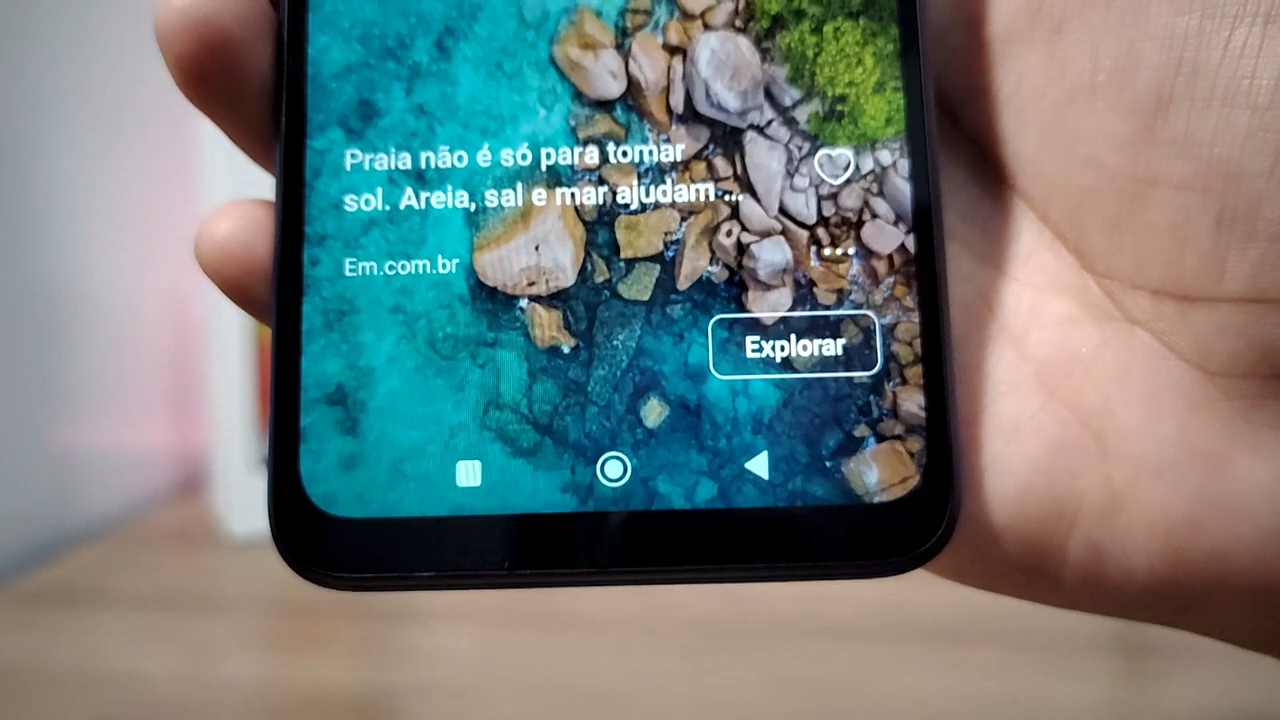 Praia não é só para tomar
sol. Areia, sal e mar ajudam ...
Em.com.br
Explorar